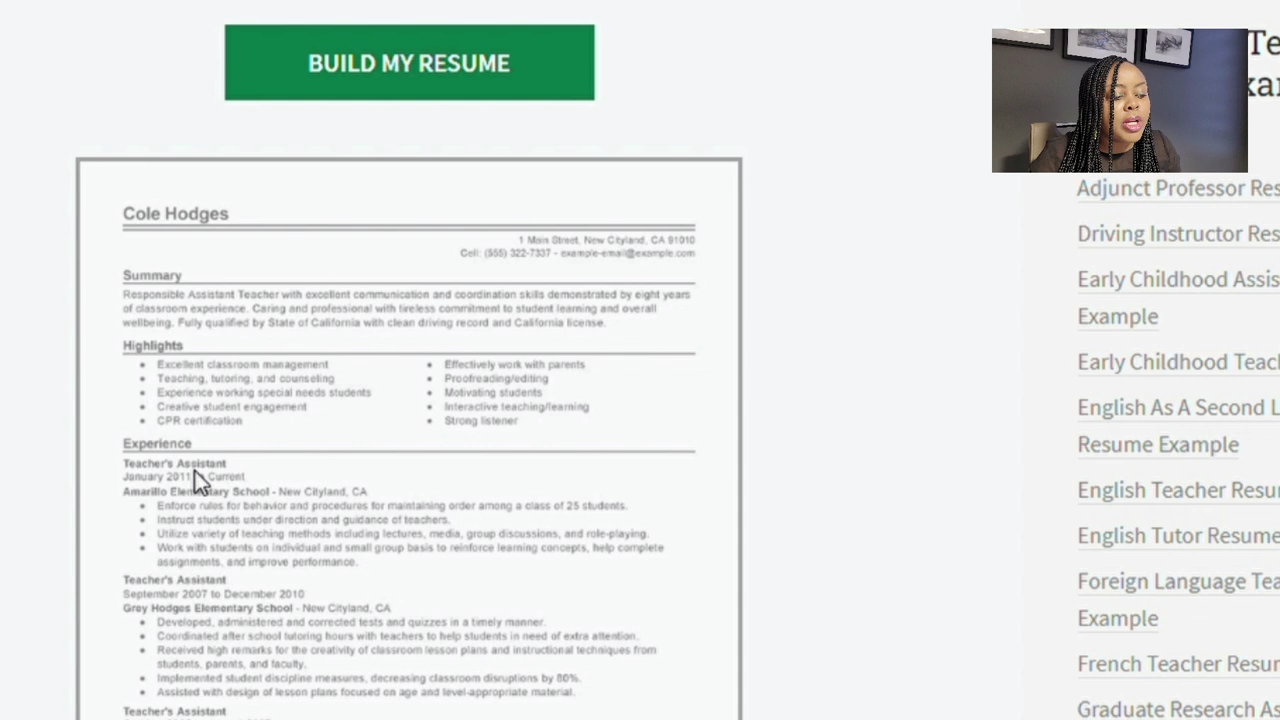 BUILD MY RESUME
Cole Hodges
1 Main Street, New Cityland, CA 91010
Cell: (555) 322-7337 - example-email@example.com
Summary
Responsible Assistant Teacher with excellent communication and coordination skills demonstrated by eight years
of classroom experience. Caring and professional with tireless commitment to student learning and overall
wellbeing. Fully qualified by State of California with clean driving record and California license.
Highlights
Excellent classroom management
Teaching, tutoring, and counseling
Experience working special needs students
Creative student engagement
CPR certification
Effectively work with parents
Proofreading/editing
Motivating students
Interactive teaching/learning
Strong listener
Experience
Teacher's Assistant
January 2011 Current
Amarillo Elementary School - New Cityland, CA
Enforce rules for behavior and procedures for maintaining order among a class of 25 students.
Instruct students under direction and guidance of teachers.
Utilize variety of teaching methods including lectures, media, group discussions, and role-playing.
Work with students on individual and small group basis to reinforce learning concepts, help complete
assignments, and improve performance.
Teacher's Assistant
September 2007 to December 2010
Grey Hodges Elementary School - New Cityland, CA
Developed, administered and corrected tests and quizzes in a timely manner.
Coordinated after school tutoring hours with teachers to help students in need of extra attention.
Received high remarks for the creativity of classroom lesson plans and instructional techniques from
students, parents, and faculty.
Implemented student discipline measures, decreasing classroom disruptions by 80%.
Assisted with design of lesson plans focused on age and level-appropriate material.
Teacher's Assistant
Te
xa
Adjunct Professor Res
Driving Instructor Res
Early Childhood Assis
Example
Early Childhood Teac
English As A Second L
Resume Example
English Teacher Resu
English Tutor Resume
Foreign Language Tea
Example
French Teacher Resu
Graduate Research As